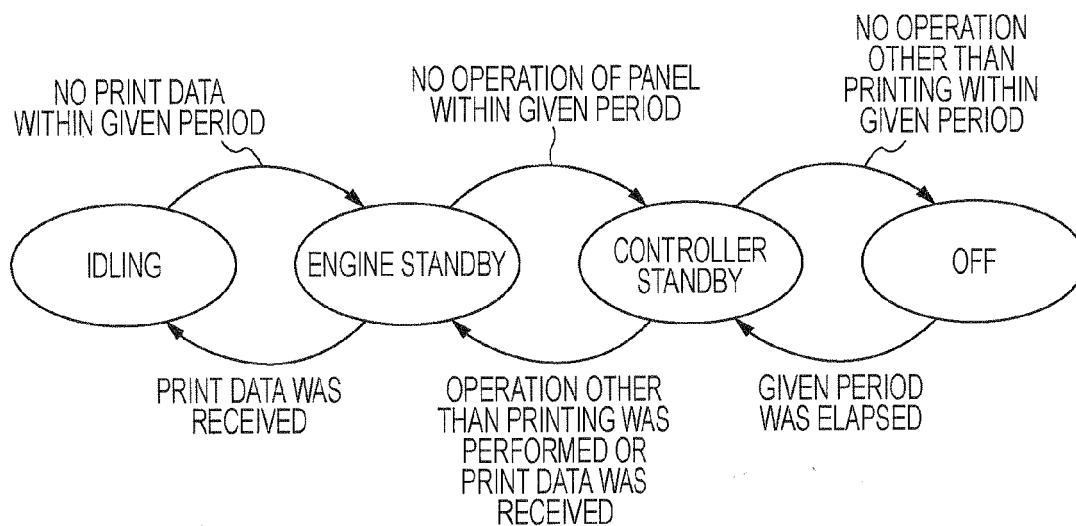 NO PRINT DATA
WITHIN GIVEN PERIOD
NO OPERATION OF PANEL
WITHIN GIVEN PERIOD
NO OPERATION
OTHER THAN
PRINTING WITHIN
GIVEN PERIOD
IDLING
ENGINE STANDBY
CONTROLLER
STANDBY
OFF
PRINT DATA WAS
RECEIVED
OPERATION OTHER
THAN PRINTING WAS
PERFORMED OR
PRINT DATA WAS
RECEIVED
GIVEN PERIOD
WAS ELAPSED